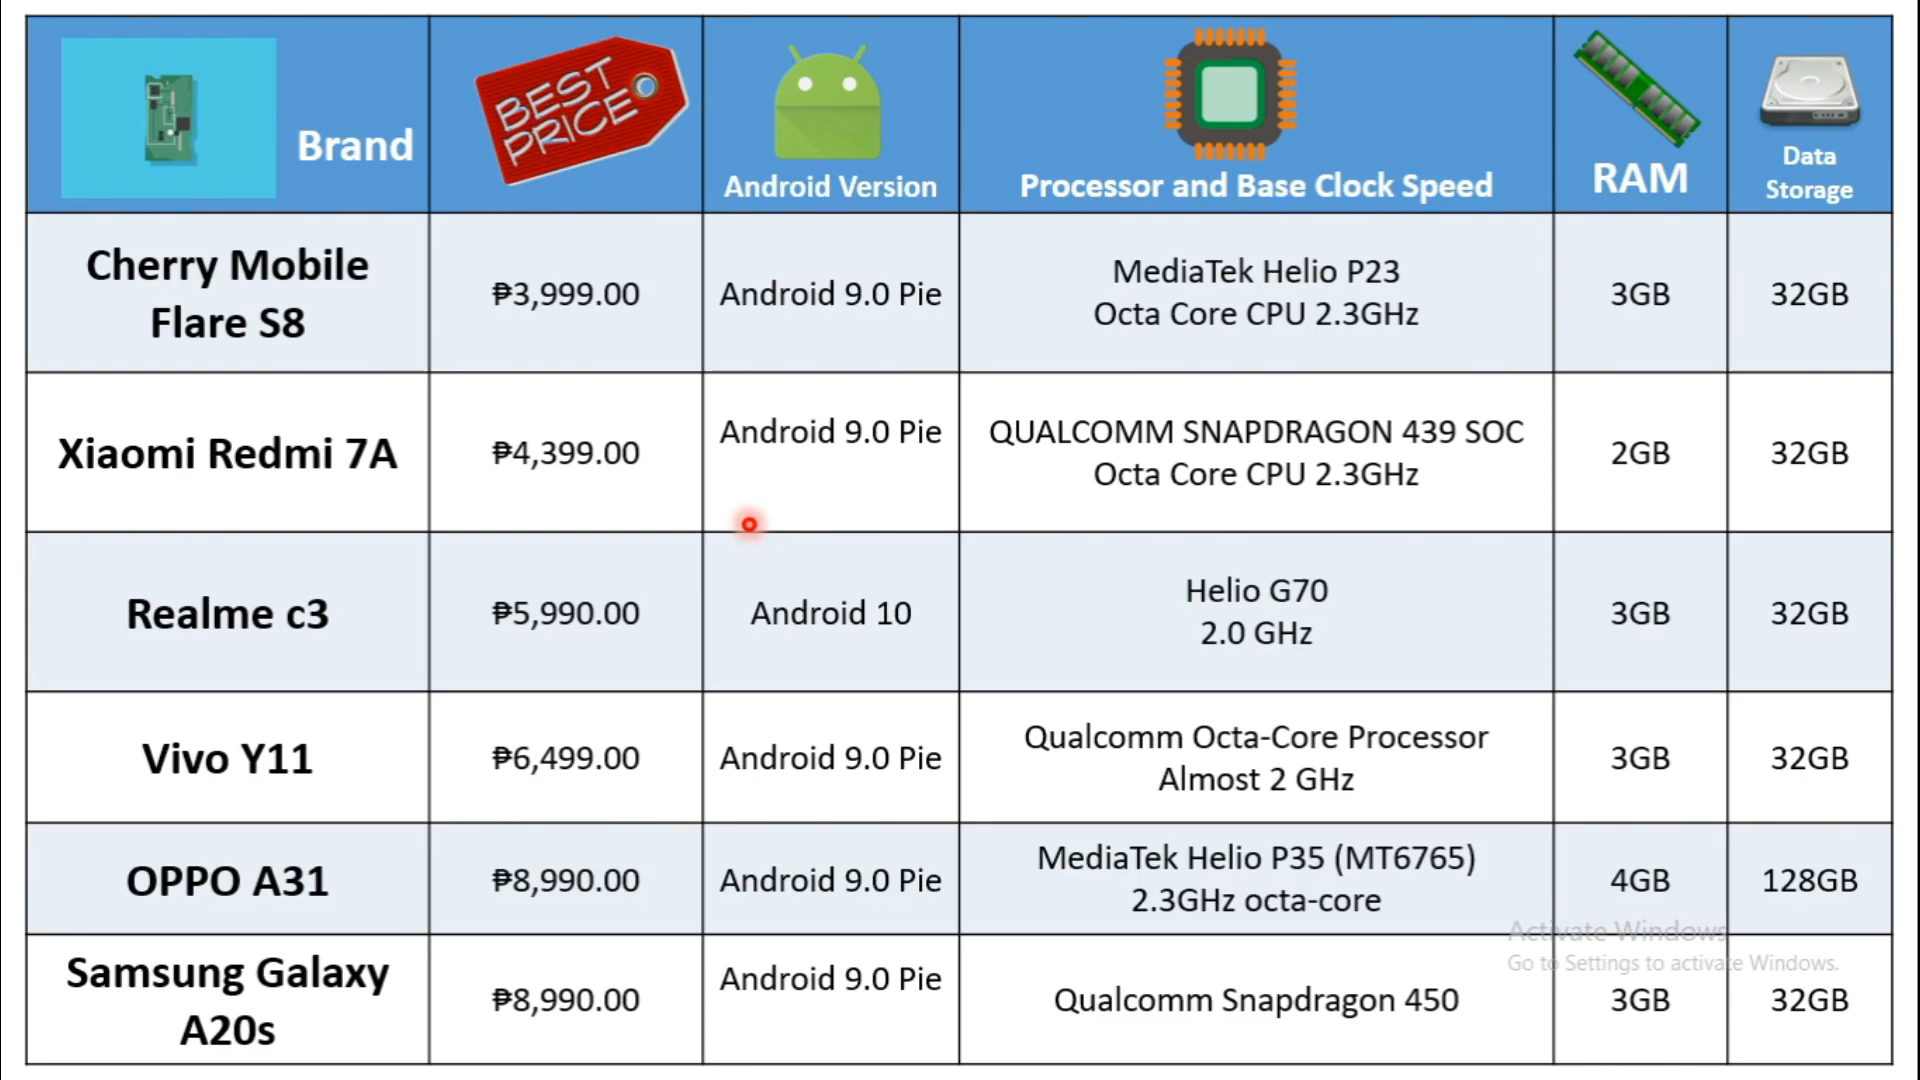 Brand
BEST
PRICE
Android Version
Processor and Base Clock Speed
RAM
Data
Storage
Cherry Mobile
Flare S8
₱3,999.00
Android 9.0 Pie
MediaTek Helio P23
Octa Core CPU 2.3GHz
3GB
32GB
Xiaomi Redmi 7A
₱4,399.00
Android 9.0 Pie
QUALCOMM SNAPDRAGON 439 SOC
Octa Core CPU 2.3GHz
2GB
32GB
Realme c3
₱5,990.00
Android 10
Helio G70
2.0 GHz
3GB
32GB
Vivo Y11
₱6,499.00
Android 9.0 Pie
Qualcomm Octa-Core Processor
Almost 2 GHz
3GB
32GB
OPPO A31
₱8,990.00
Android 9.0 Pie
MediaTek Helio P35 (MT6765)
2.3GHz octa-core
4GB
128GB
Samsung Galaxy
A20s
₱8,990.00
Android 9.0 Pie
Qualcomm Snapdragon 450
3GB
32GB
Activate Windows
Go to Settings to activate Windows.